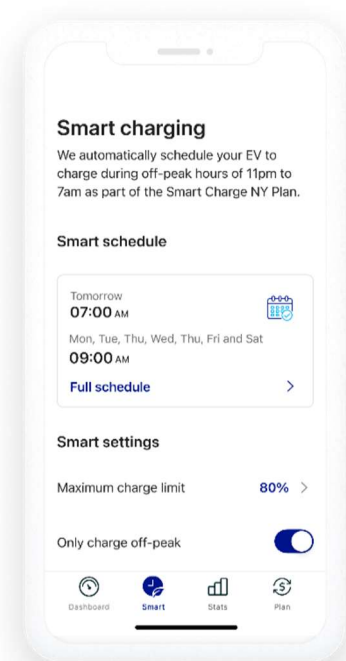 Smart charging
We automatically schedule your EV to
charge during off-peak hours of 11pm to
7am as part of the Smart Charge NY Plan.
Smart schedule
Tomorrow
07:00 AM
Mon, Tue, Thu, Wed, Thu, Fri and Sat
09:00 AM
Full schedule
Smart settings
Maximum charge limit 80%
Only charge off-peak
Dashboard Smart Stats Plan